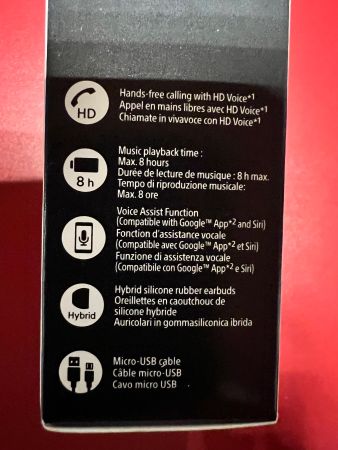 HD
Hands-free calling with HD Voice*1
Appel en mains libres avec HD Voice*1
Chiamate in vivavoce con HD Voice*1
8 h
Music playback time :
Max. 8 hours
Durée de lecture de musique : 8 h max.
Tempo di riproduzione musicale:
Max. 8 ore
Voice Assist Function
(Compatible with Google™ App*2 and Siri)
Fonction d'assistance vocale
(Compatible avec Google™ App*2 et Siri)
Funzione di assistenza vocale
(Compatibile con Google™ App*2 e Siri)
Hybrid
Hybrid silicone rubber earbuds
Oreillettes en caoutchouc de
silicone hybride
Auricolari in gommasiliconica ibrida
Micro-USB cable
Câble micro-USB
Cavo micro USB